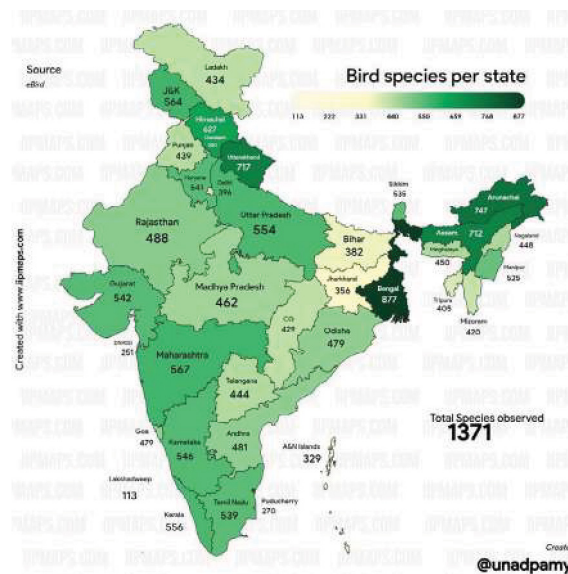 Source
eBird
Bird species per state
113 222 331 440 550 659 768 877
Ladakh
434
J&K
564
Himachal
627
Punjab
439
Uttarakhand
717
Haryana
541
Delhi
396
Rajasthan
488
Uttar Pradesh
554
Bihar
382
Sikkim
535
Arunachal
747
Assam
712
Nagaland
448
Meghalaya
450
Manipur
525
Tripura
405
Mizoram
420
Gujarat
542
Madhya Pradesh
462
Jharkhand
356
Bengal
877
CG
429
Odisha
479
251
Maharashtra
567
Telangana
444
Goa
479
Karnataka
546
Andhra
481
A&N Islands
329
Lakshadweep
113
Kerala
556
Tamil Nadu
539
Puducherry
270
Total Species observed
1371
Created with www.iipmaps.com
Create
@unadpamy